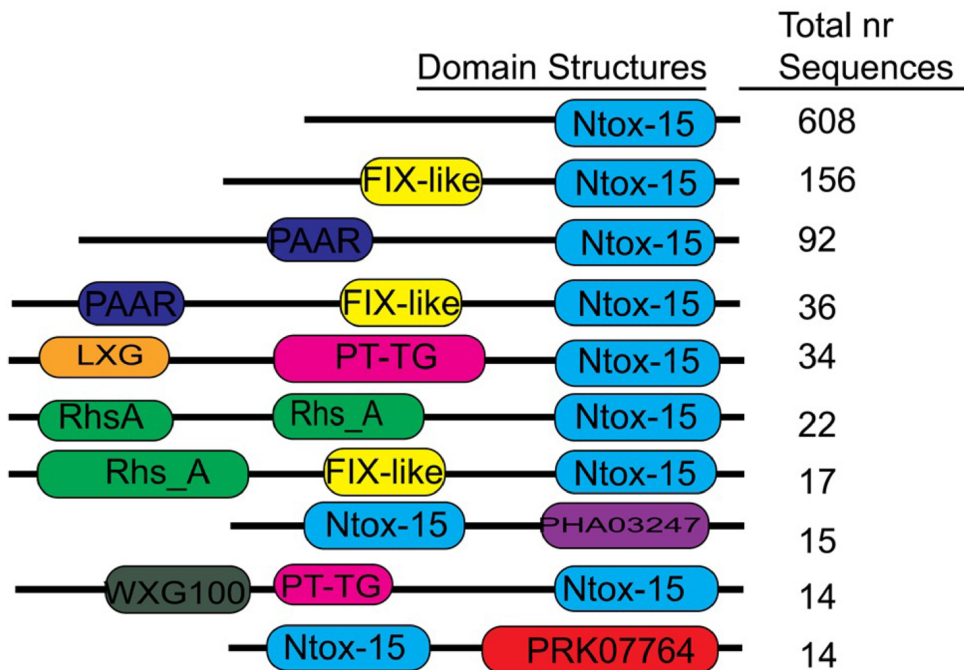 Total nr
Domain Structures Sequences
Ntox-15 608
FIX-like Ntox-15 156
PAAR Ntox-15 92
PAAR FIX-like Ntox-15 36
LXG PT-TG Ntox-15 34
RhsA Rhs_A Ntox-15 22
Rhs_A FIX-like Ntox-15 17
Ntox-15 PHA03247 15
WXG100 PT-TG Ntox-15 14
Ntox-15 PRK07764 14